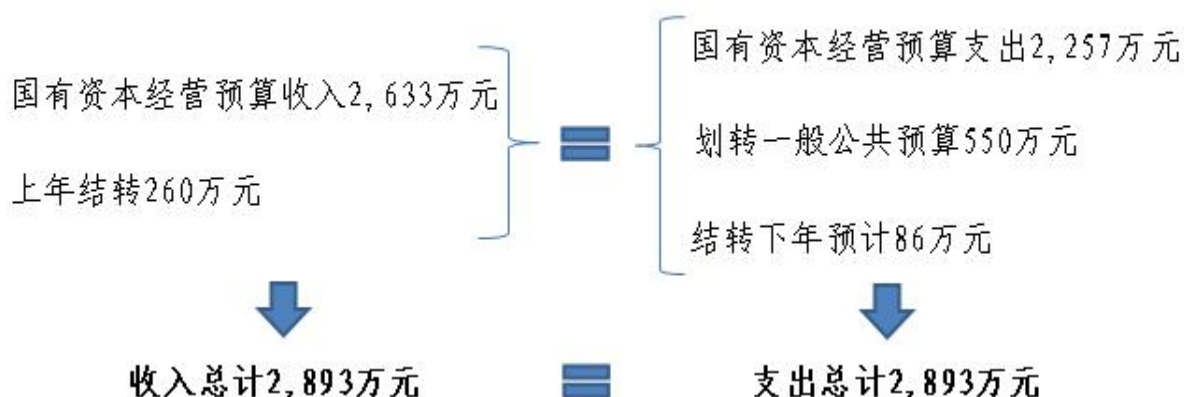 国有资本经营预算收入2,633万元
上年结转260万元
国有资本经营预算支出2,257万元
划转一般公共预算550万元
结转下年预计86万元
收入总计2,893万元
支出总计2,893万元